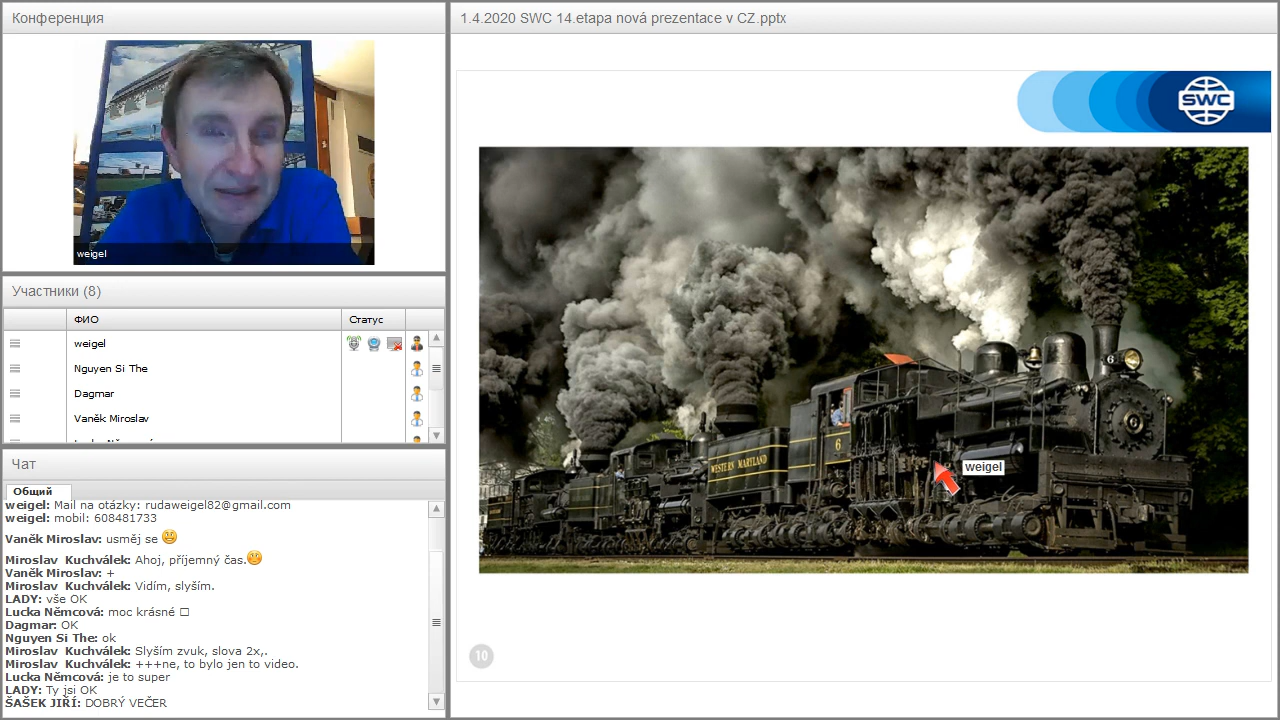 Конференция
weigel
Участники (8)
ФИО Статус
weigel
Nguyen Si The
Dagmar
Vaněk Miroslav
Чат
Общий
weigel: Mail na otázky: rudaweigel82@gmail.com
weigel: mobil: 608481733
Vaněk Miroslav: usměj se
Miroslav Kuchválek: Ahoj, příjemný čas.
Vaněk Miroslav: +
Miroslav Kuchválek: Vidím, slyším.
LADY: vše OK
Lucka Němcová: moc krásné □
Dagmar: OK
Nguyen Si The: ok
Miroslav Kuchválek: Slyším zvuk, slova 2x,.
Miroslav Kuchválek: +++ne, to bylo jen to video.
Lucka Němcová: je to super
LADY: Ty jsi OK
ŠAŠEK JIŘÍ: DOBRÝ VEČER
1.4.2020 SWC 14.etapa nová prezentace v CZ.pptx
SWC
6
6
WESTERN MARYLAND
weigel
10